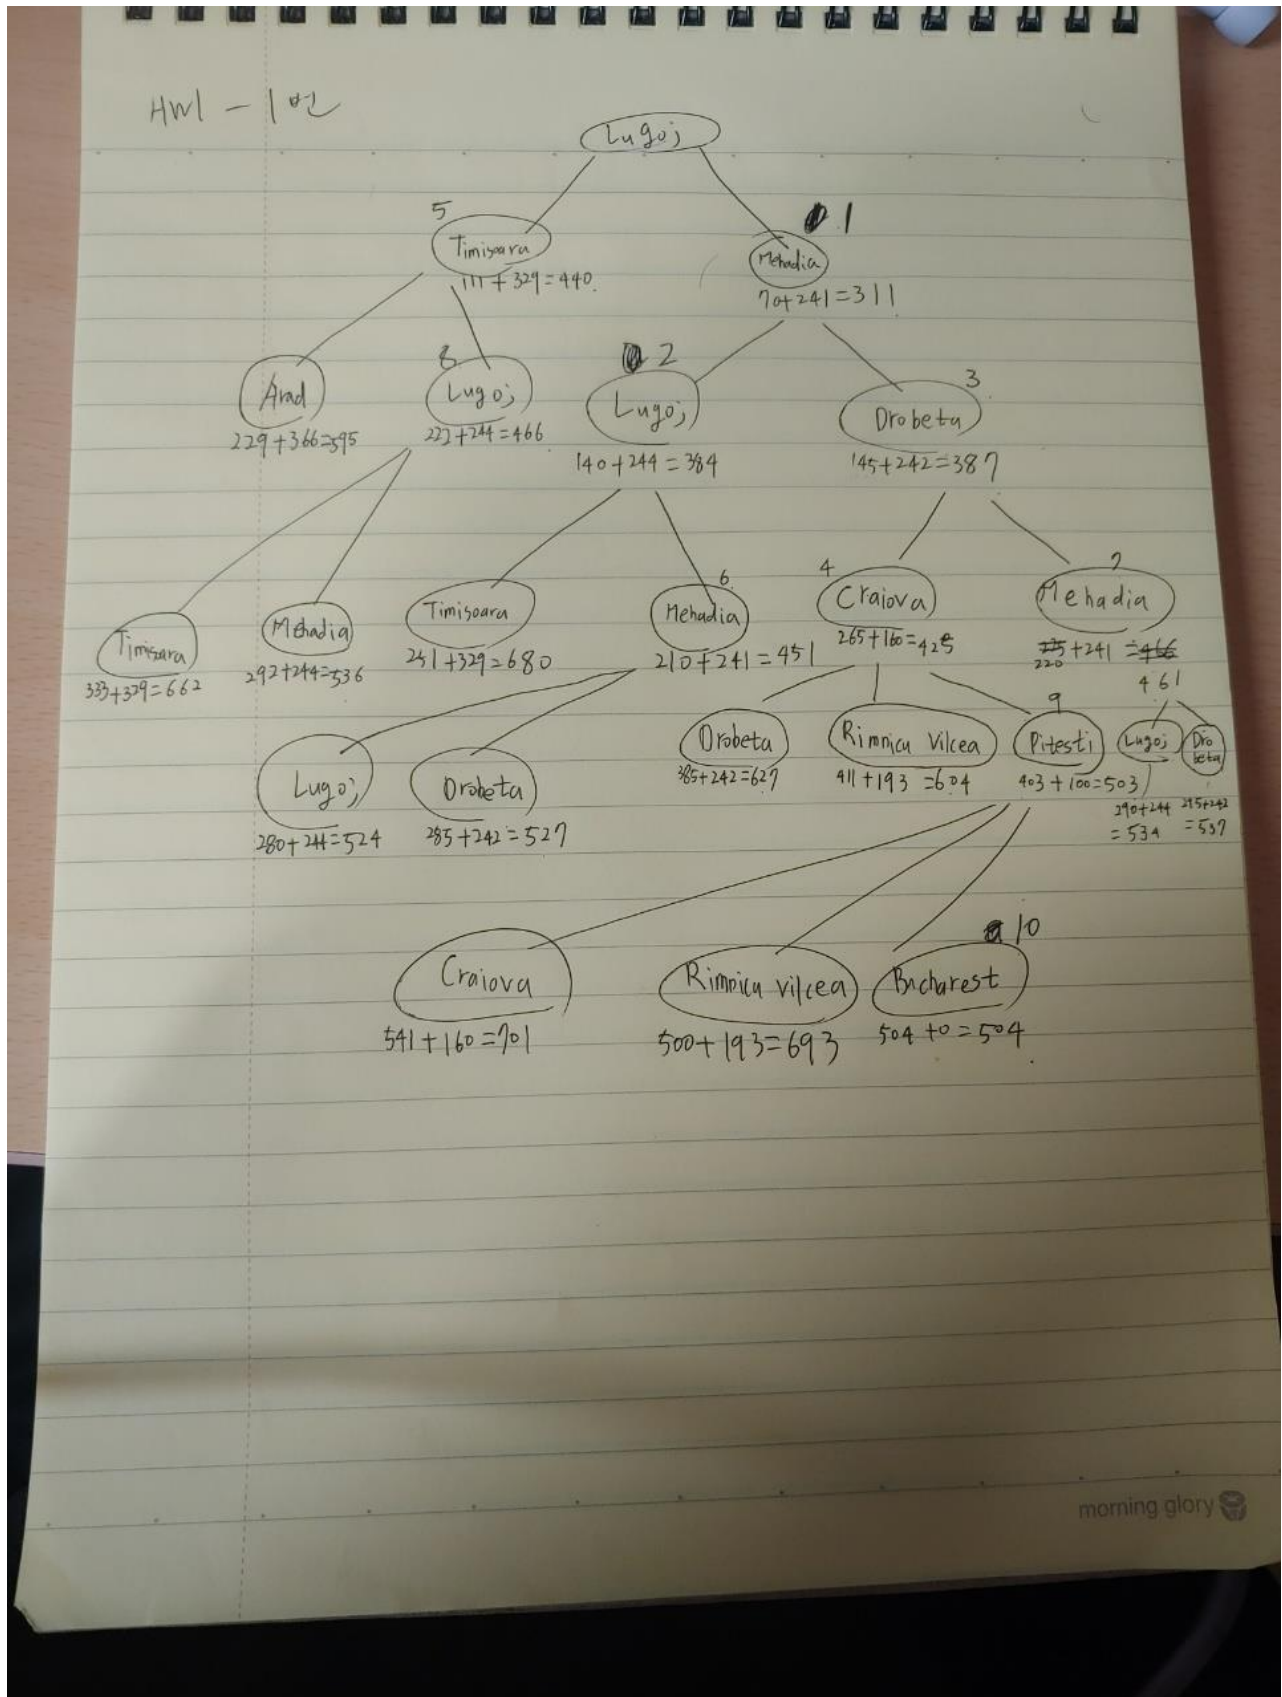 HW1 - 1번
Lugoj
5
1
Timisoara
Mehadia
111+329=440.
70+241=311
8
2
3
Arad
Lugoj
Lugoj
Drobeta
229+366=595
222+244=466
140+244=384
145+242=387
6
4
7
Timisoara
Mehadia
Timisoara
Mehadia
Craiova
Mehadia
333+329=662
292+244=536
251+329=680
210+241=451
265+160=425
220+241
461
9
Lugoj
Drobeta
Drobeta
Rimnicu Vilcea
Pitesti
Lugoj
Dro
beta
280+244=524
285+242=527
385+242=627
411+193=604
403+100=503
290+244
=534
295+242
=537
10
Craiova
Rimnicu vilcea
Bucharest
541+160=701
500+193=693
504+0=504
morning glory